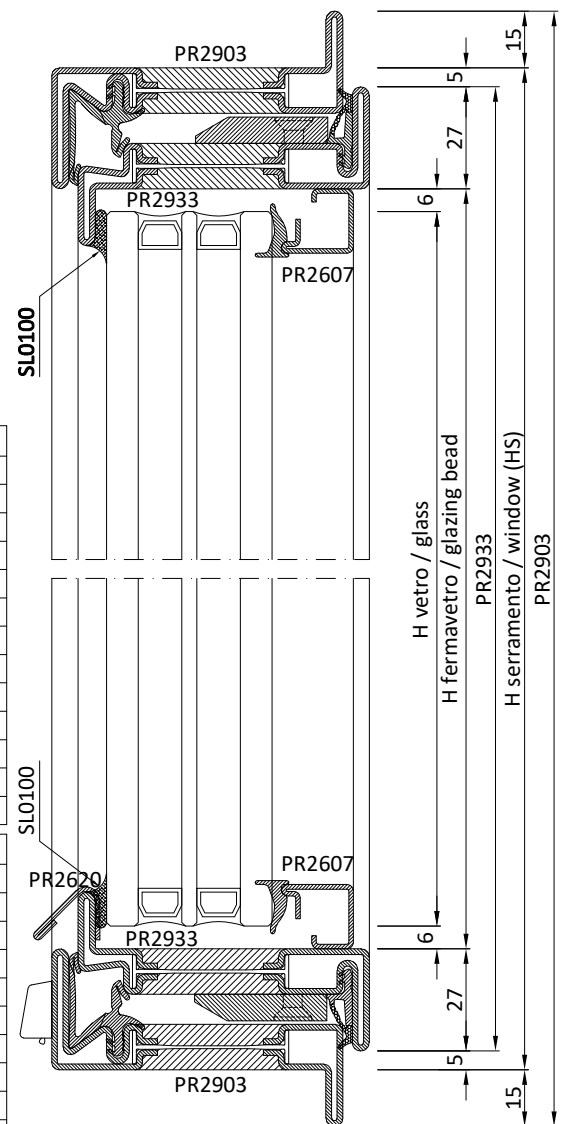 PR2903
15
5
27
PR2933
6
PR2607
SL0100
H vetro / glass
H fermavetro / glazing bead
PR2933
H serramento / window (HS)
PR2903
SL0100
PR2620
PR2607
PR2933
6
27
5
PR2903
15